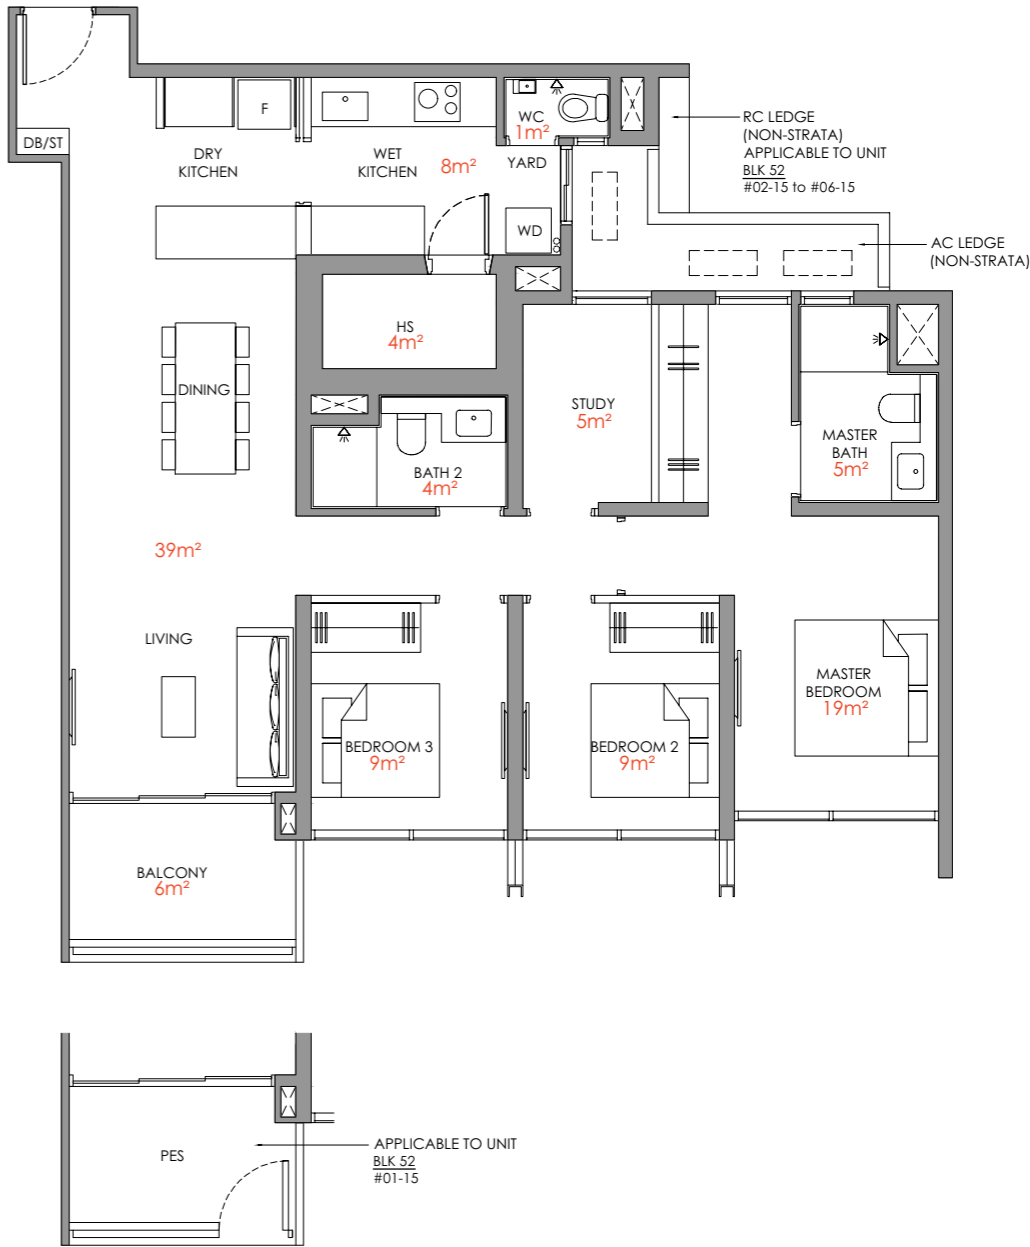 DB/ST
DRY
KITCHEN
F
WET
KITCHEN
8m²
WC
1m²
YARD
WD
RC LEDGE
(NON-STRATA)
APPLICABLE TO UNIT
BLK 52
#02-15 to #06-15
AC LEDGE
(NON-STRATA)
HS
4m²
DINING
STUDY
5m²
MASTER
BATH
5m²
BATH 2
4m²
39m²
LIVING
BEDROOM 3
9m²
BEDROOM 2
9m²
MASTER
BEDROOM
19m²
BALCONY
6m²
PES
APPLICABLE TO UNIT
BLK 52
#01-15